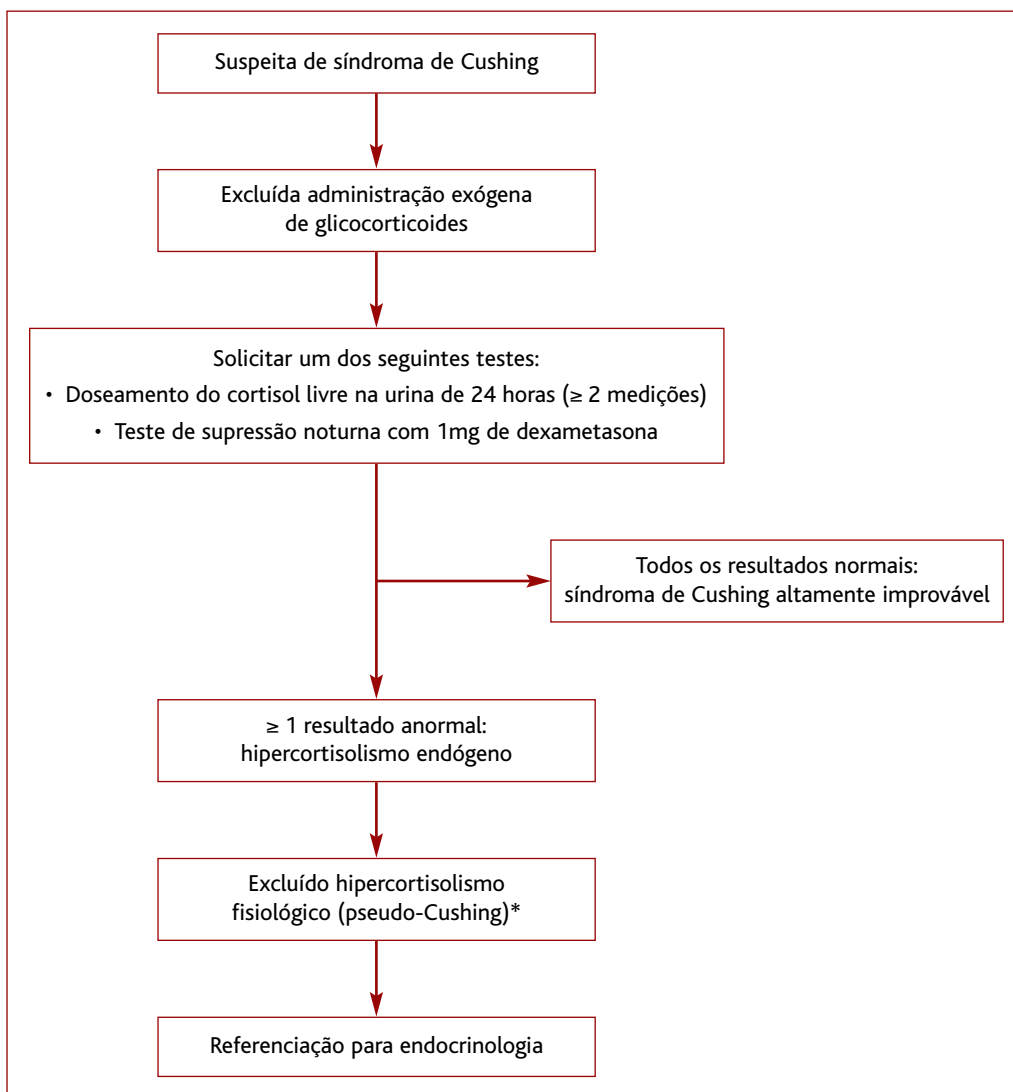 Suspeita de síndroma de Cushing
Excluída administração exógena
de glicocorticoides
Solicitar um dos seguintes testes:
• Doseamento do cortisol livre na urina de 24 horas (≥ 2 medições)
• Teste de supressão noturna com 1mg de dexametasona
Todos os resultados normais:
síndroma de Cushing altamente improvável
≥ 1 resultado anormal:
hipercortisolismo endógeno
Excluído hipercortisolismo
fisiológico (pseudo-Cushing)*
Referenciação para endocrinologia